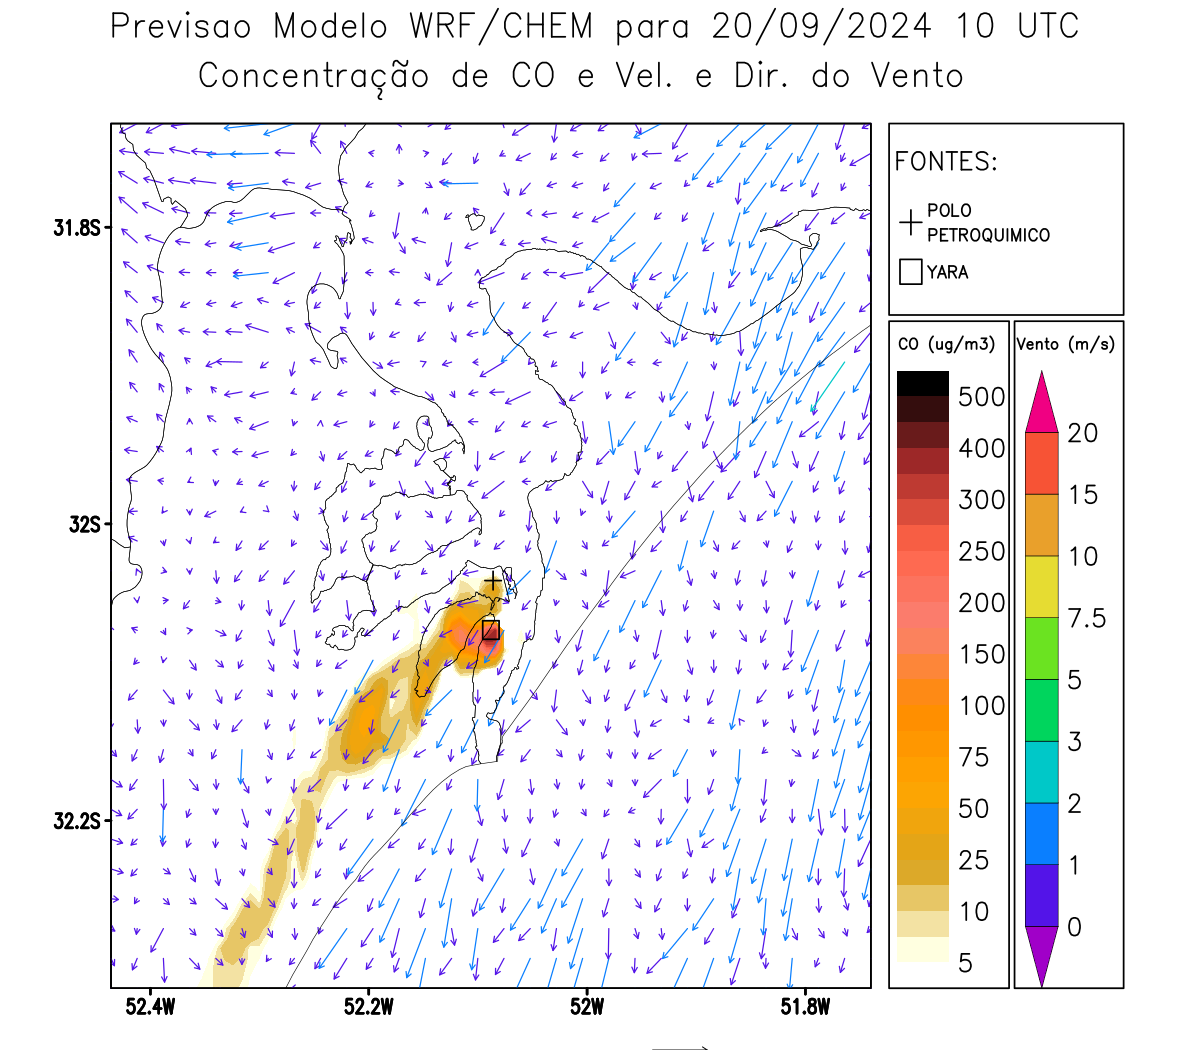 Previsao Modelo WRF/CHEM para 20/09/2024 10 UTC
Concentração de CO e Vel. e Dir. do Vento
FONTES:
POLO
PETROQUIMICO
YARA
CO (ug/m3)
500
400
300
250
200
150
100
75
50
25
10
5
Vento (m/s)
20
15
10
7.5
5
3
2
1
0
31.8S
32S
32.2S
52.4W
52.2W
52W
51.8W